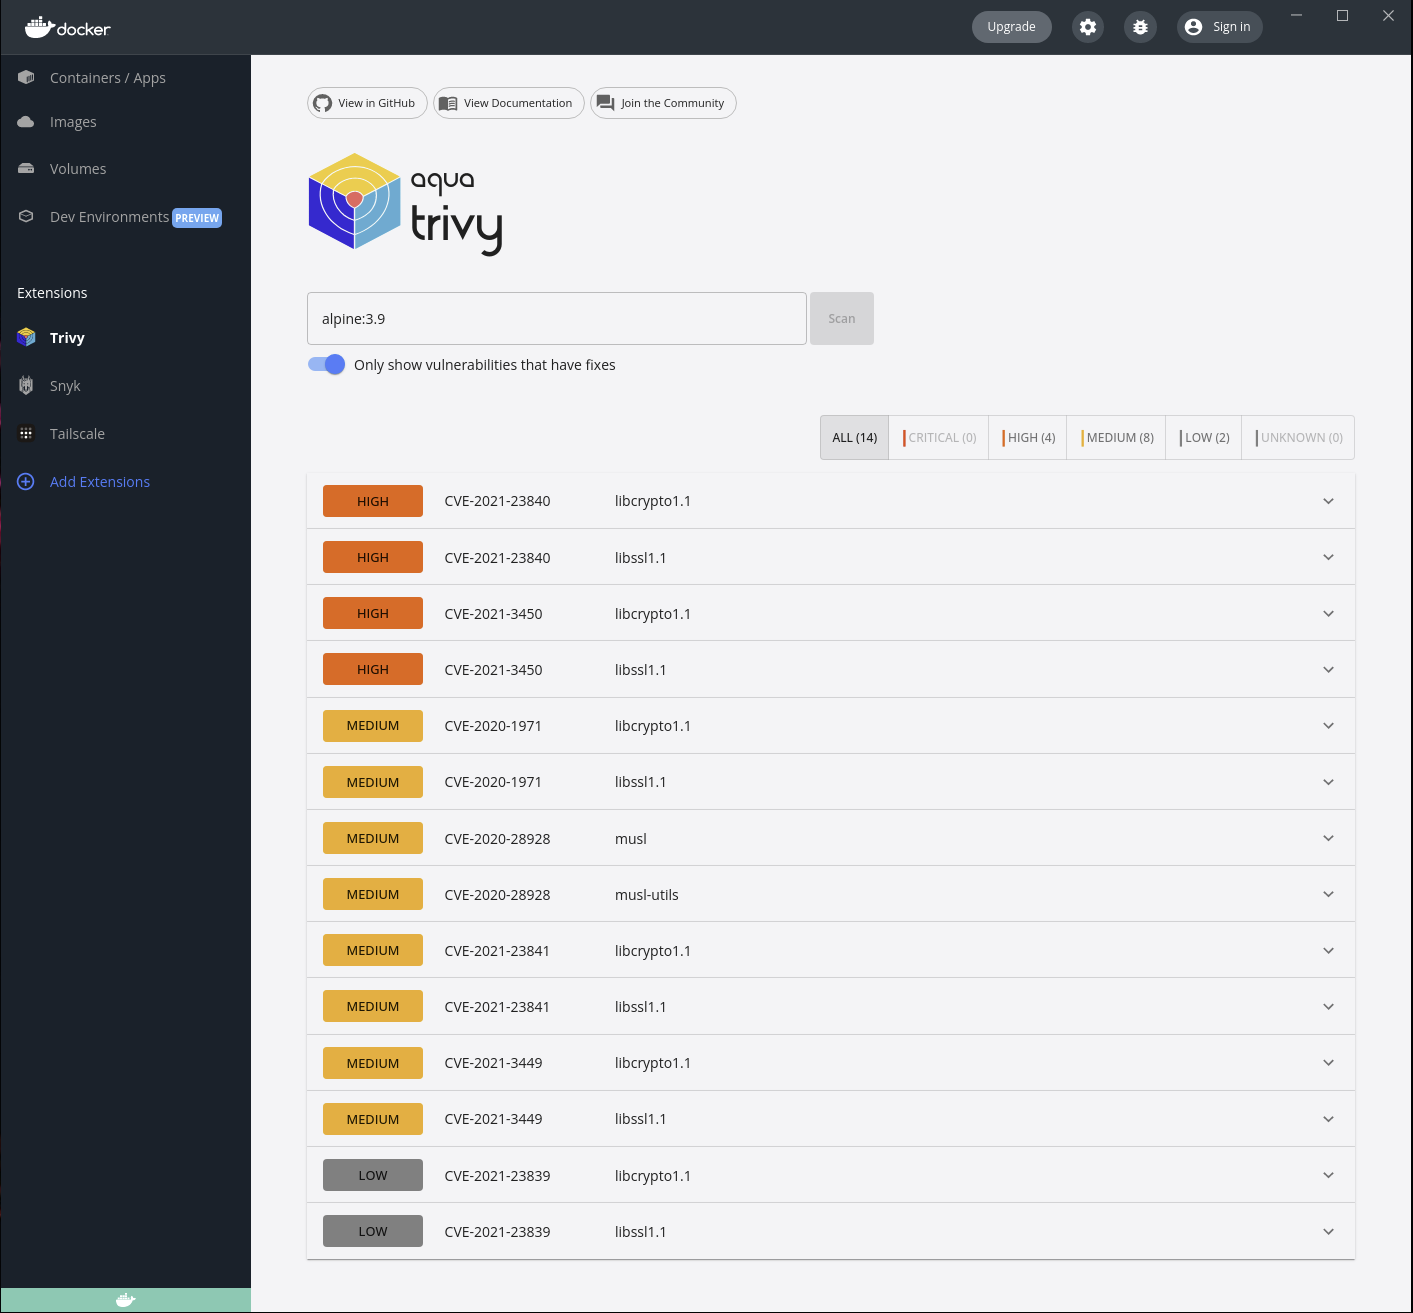 docker
Upgrade
Sign in
Containers / Apps
Images
Volumes
Dev Environments PREVIEW
Extensions
Trivy
Snyk
Tailscale
Add Extensions
View in GitHub View Documentation Join the Community
aqua
trivy
alpine:3.9 Scan
Only show vulnerabilities that have fixes
ALL (14) CRITICAL (0) HIGH (4) MEDIUM (8) LOW (2) UNKNOWN (0)
HIGH CVE-2021-23840 libcrypto1.1
HIGH CVE-2021-23840 libssl1.1
HIGH CVE-2021-3450 libcrypto1.1
HIGH CVE-2021-3450 libssl1.1
MEDIUM CVE-2020-1971 libcrypto1.1
MEDIUM CVE-2020-1971 libssl1.1
MEDIUM CVE-2020-28928 musl
MEDIUM CVE-2020-28928 musl-utils
MEDIUM CVE-2021-23841 libcrypto1.1
MEDIUM CVE-2021-23841 libssl1.1
MEDIUM CVE-2021-3449 libcrypto1.1
MEDIUM CVE-2021-3449 libssl1.1
LOW CVE-2021-23839 libcrypto1.1
LOW CVE-2021-23839 libssl1.1